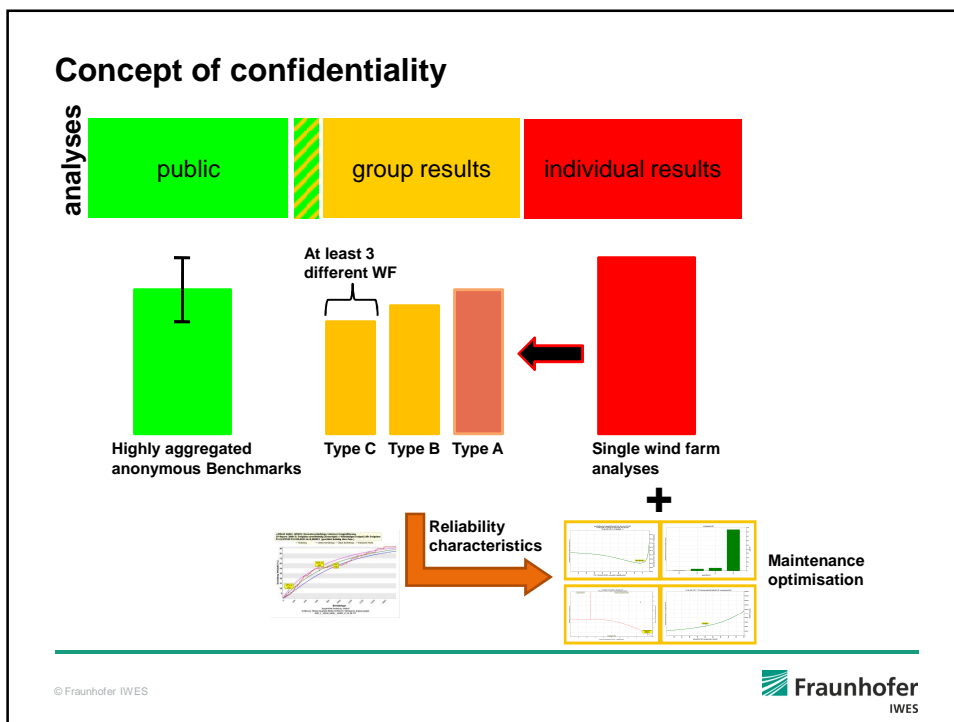 Concept of confidentiality
analyses
public
group results
individual results
At least 3
different WF
Type C
Type B
Type A
Highly aggregated
anonymous Benchmarks
Single wind farm
analyses
+
Reliability
characteristics
Maintenance
optimisation
© Fraunhofer IWES
Fraunhofer
IWES